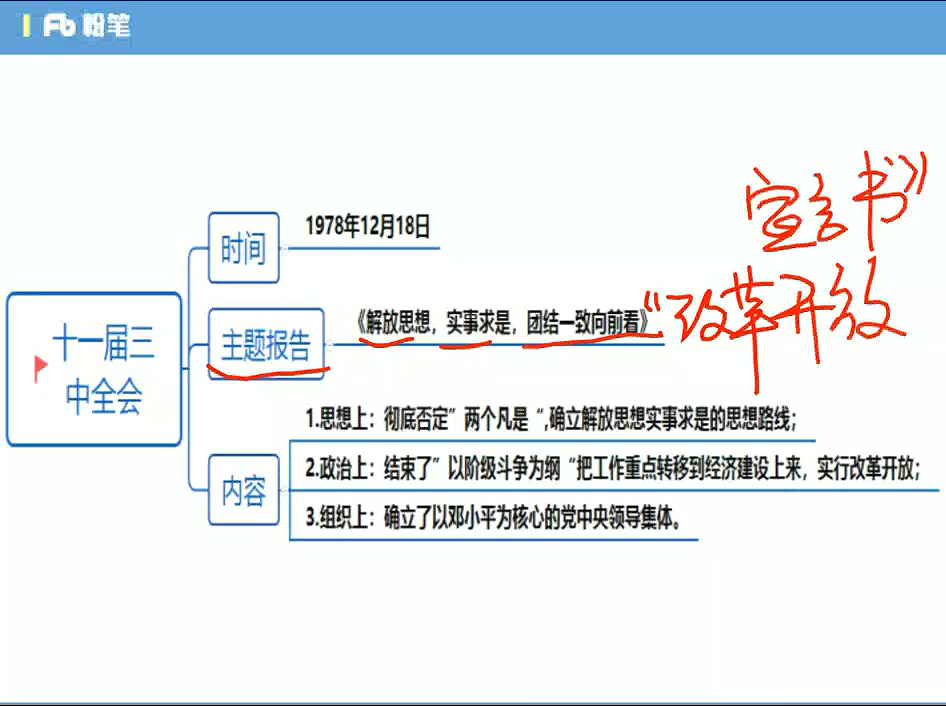 Fb 粉笔
宣言书”
“改革开放
十一届三
中全会
时间
1978年12月18日
主题报告
《解放思想，实事求是，团结一致向前看》
内容
1.思想上：彻底否定”两个凡是“,确立解放思想实事求是的思想路线；
2.政治上：结束了”以阶级斗争为纲“把工作重点转移到经济建设上来，实行改革开放；
3.组织上：确立了以邓小平为核心的党中央领导集体。